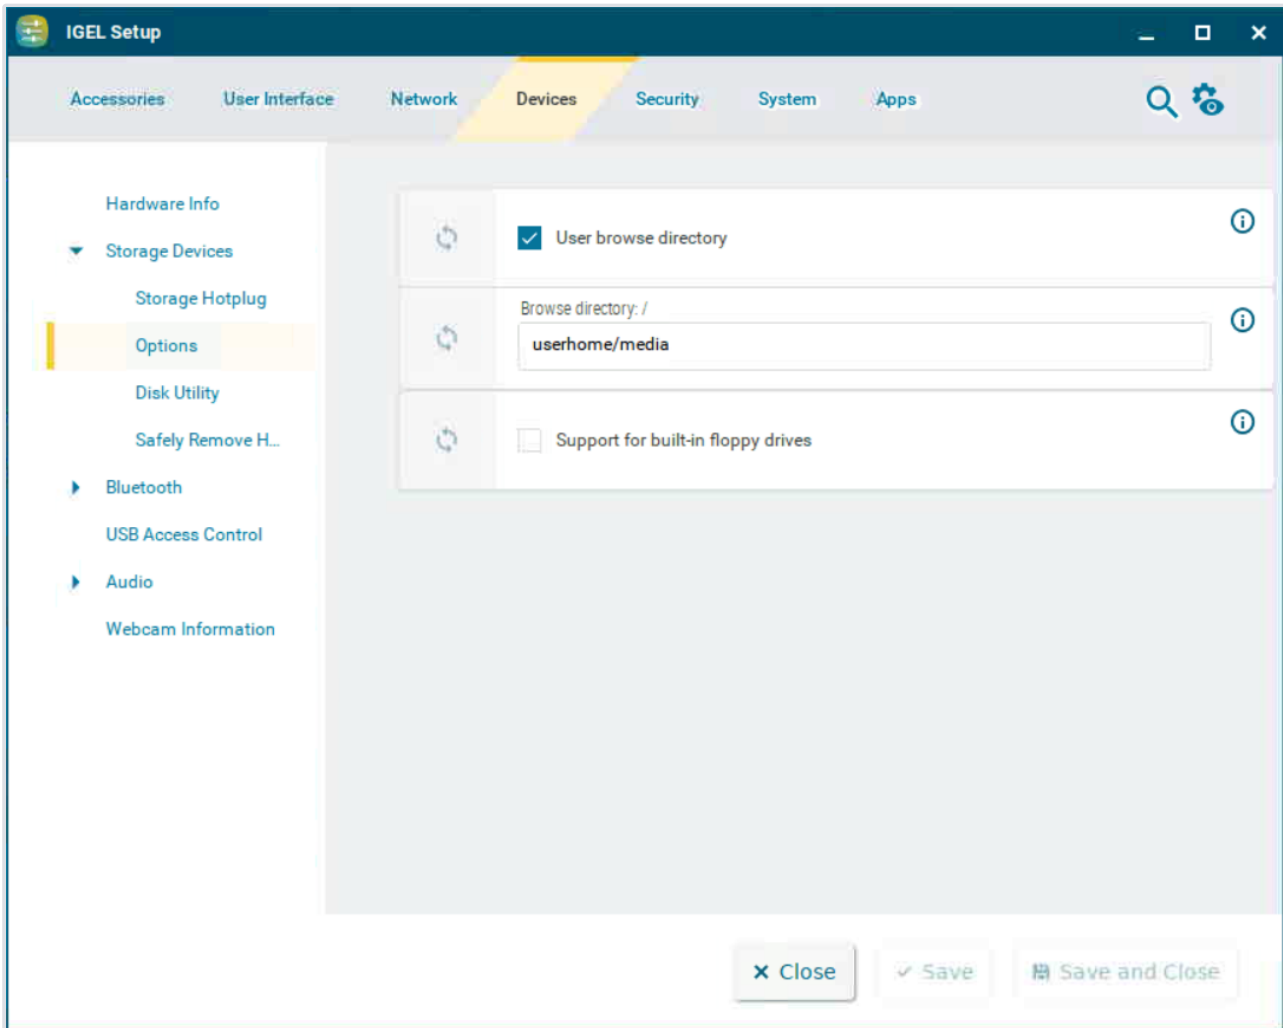 IGEL Setup
Accessories User Interface Network Devices Security System Apps
Hardware Info
Storage Devices
Storage Hotplug
Options
Disk Utility
Safely Remove H...
Bluetooth
USB Access Control
Audio
Webcam Information
User browse directory
Browse directory: /
userhome/media
Support for built-in floppy drives
Close Save Save and Close